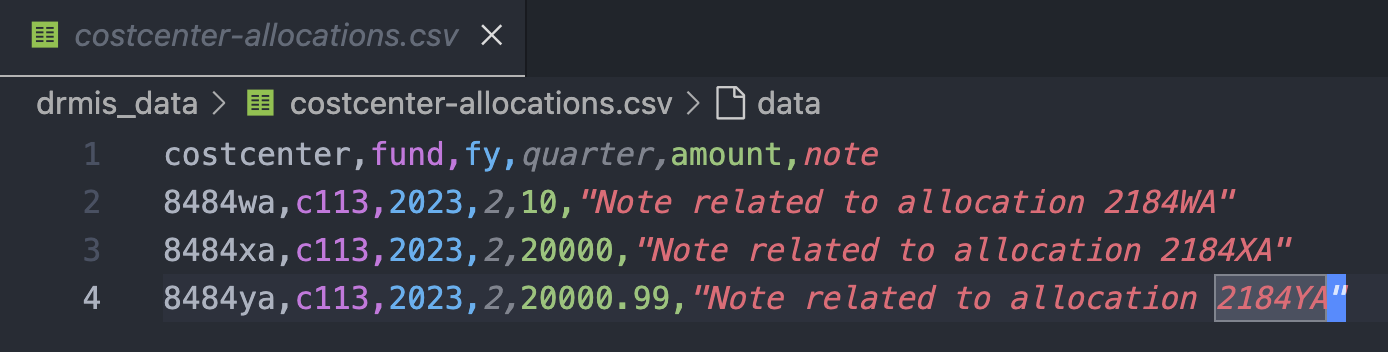 costcenter-allocations.csv
drmis_data > costcenter-allocations.csv > data
1 costcenter,fund,fy,quarter,amount,note
2 8484wa,c113,2023,2,10,"Note related to allocation 2184WA"
3 8484xa,c113,2023,2,20000,"Note related to allocation 2184XA"
4 8484ya,c113,2023,2,20000.99,"Note related to allocation 2184YA"